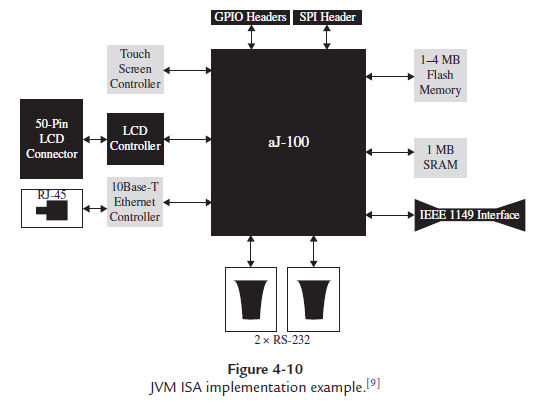 GPIO Headers SPI Header
Touch
Screen
Controller
1–4 MB
Flash
Memory
50-Pin
LCD
Connector
LCD
Controller
aJ-100
1 MB
SRAM
RJ-45
10Base-T
Ethernet
Controller
IEEE 1149 Interface
2 × RS-232
Figure 4-10
JVM ISA implementation example.[9]